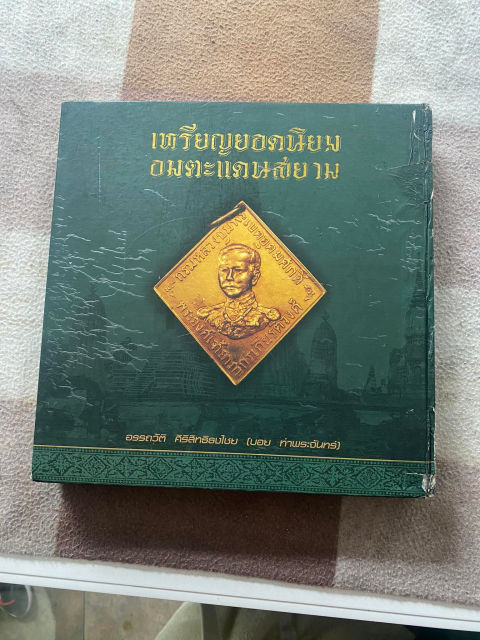 เหรียญยอดนิยม
อมตะแดนสยาม
อรรถวัติ ศิริสิทธิธงไชย (บอย ท่าพระจันทร์)